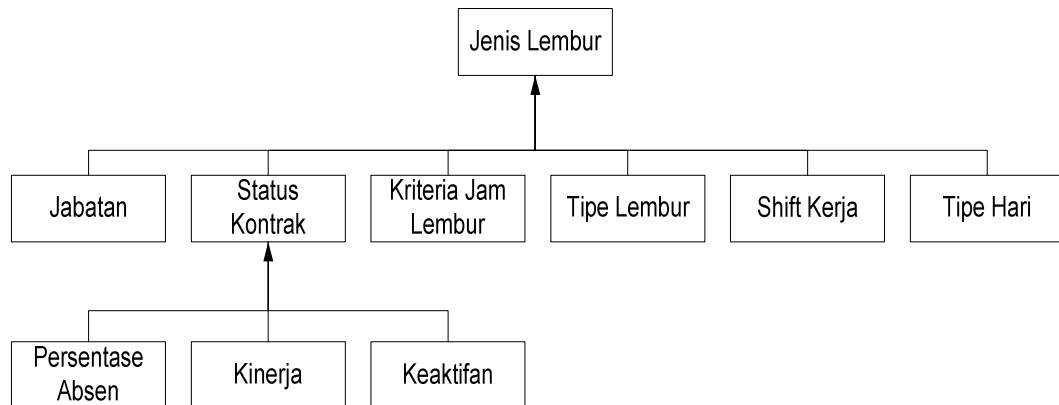 Jenis Lembur
Jabatan
Status
Kontrak
Kriteria Jam
Lembur
Tipe Lembur
Shift Kerja
Tipe Hari
Persentase
Absen
Kinerja
Keaktifan